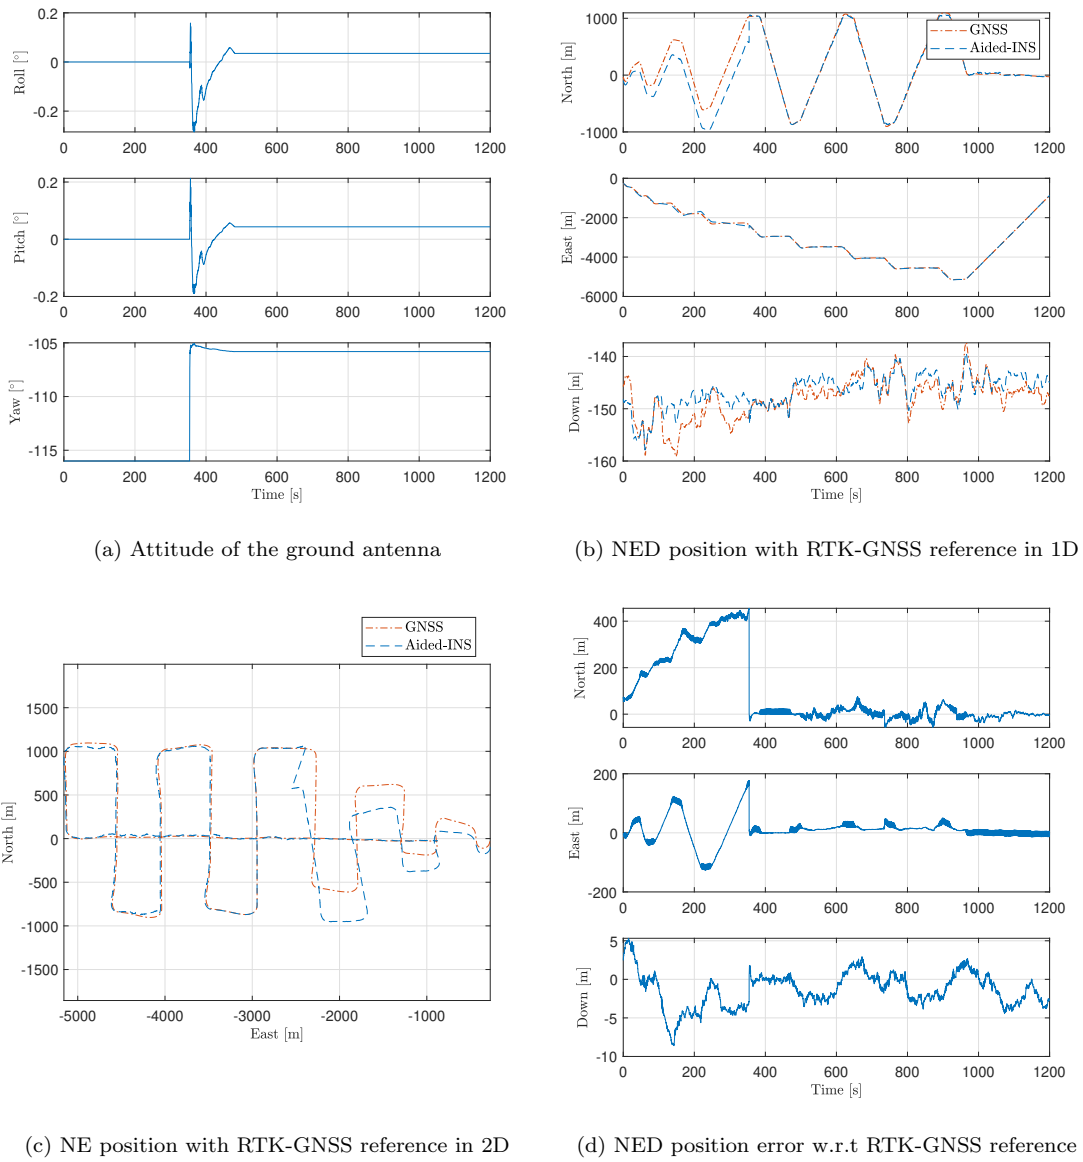 0.2
0
-0.2
Roll [°]
0 200 400 600 800 1000 1200
0.2
0
-0.2
Pitch [°]
0 200 400 600 800 1000 1200
-105
-110
-115
Yaw [°]
0 200 400 600 800 1000 1200
Time [s]
(a) Attitude of the ground antenna
1000
0
-1000
North [m]
GNSS
Aided-INS
0 200 400 600 800 1000 1200
0
-2000
-4000
-6000
East [m]
0 200 400 600 800 1000 1200
-140
-150
-160
Down [m]
0 200 400 600 800 1000 1200
Time [s]
(b) NED position with RTK-GNSS reference in 1D
GNSS
Aided-INS
1500
1000
500
0
-500
-1000
-1500
North [m]
-5000 -4000 -3000 -2000 -1000
East [m]
(c) NE position with RTK-GNSS reference in 2D
400
200
0
North [m]
0 200 400 600 800 1000 1200
200
0
-200
East [m]
0 200 400 600 800 1000 1200
5
0
-5
-10
Down [m]
0 200 400 600 800 1000 1200
Time [s]
(d) NED position error w.r.t RTK-GNSS reference